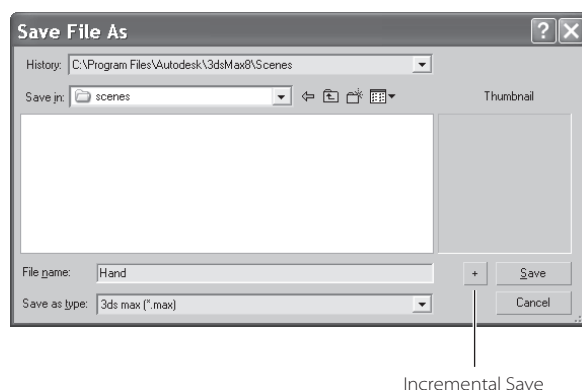 Save File As
History: C:\Program Files\Autodesk\3dsMax8\Scenes
Save in: scenes
Thumbnail
File name: Hand
+ Save
Save as type: 3ds max (*.max)
Cancel
Incremental Save